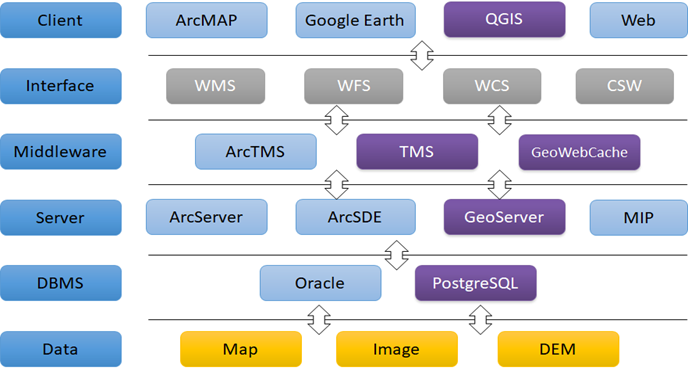 Client ArcMAP Google Earth QGIS Web
Interface WMS WFS WCS CSW
Middleware ArcTMS TMS GeoWebCache
Server ArcServer ArcSDE GeoServer MIP
DBMS Oracle PostgreSQL
Data Map Image DEM